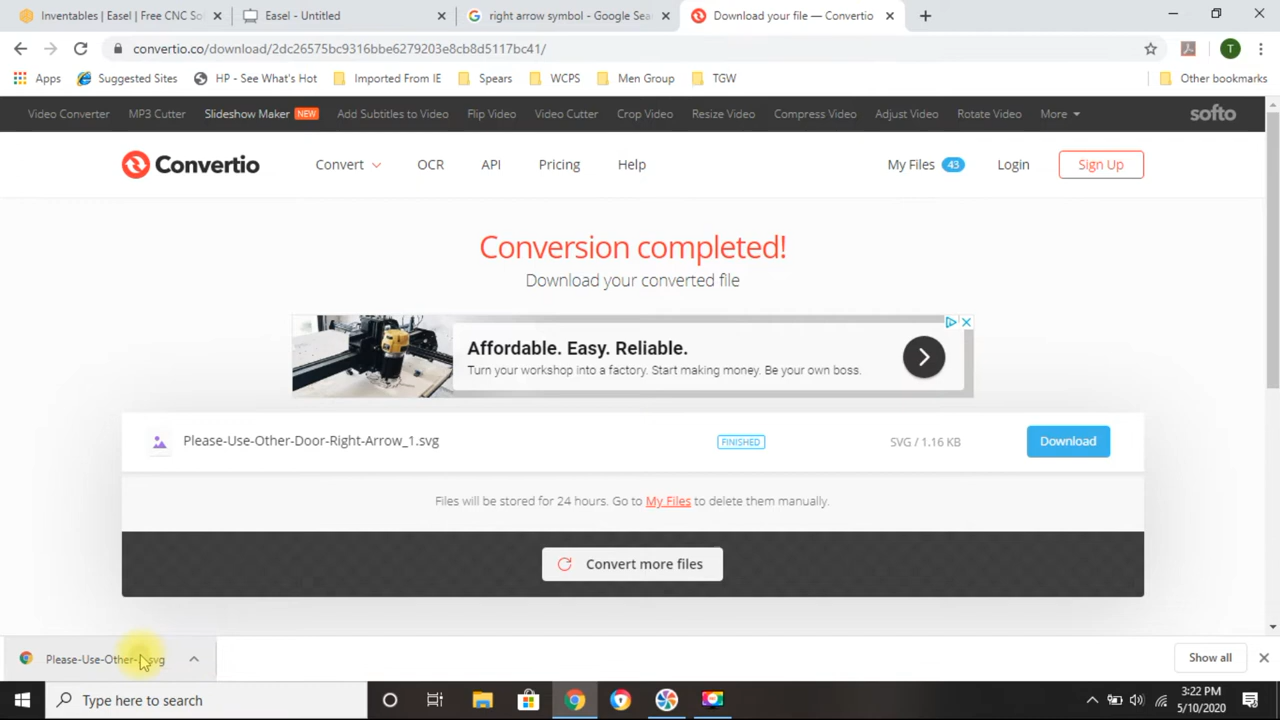 Inventables | Easel | Free CNC So
Easel - Untitled
right arrow symbol - Google Sea
Download your file — Convertio
convertio.co/download/2dc26575bc9316bbe6279203e8cb8d5117bc41/
T
Apps
Suggested Sites
HP - See What's Hot
Imported From IE
Spears
WCPS
Men Group
TGW
Other bookmarks
Video Converter
MP3 Cutter
Slideshow Maker NEW
Add Subtitles to Video
Flip Video
Video Cutter
Crop Video
Resize Video
Compress Video
Adjust Video
Rotate Video
More
softo
Convertio
Convert
OCR
API
Pricing
Help
My Files 43
Login
Sign Up
Conversion completed!
Download your converted file
Affordable. Easy. Reliable.
Turn your workshop into a factory. Start making money. Be your own boss.
Please-Use-Other-Door-Right-Arrow_1.svg
FINISHED
SVG / 1.16 KB
Download
Files will be stored for 24 hours. Go to My Files to delete them manually.
Convert more files
Please-Use-Other-....svg
Show all
Type here to search
3:22 PM
5/10/2020